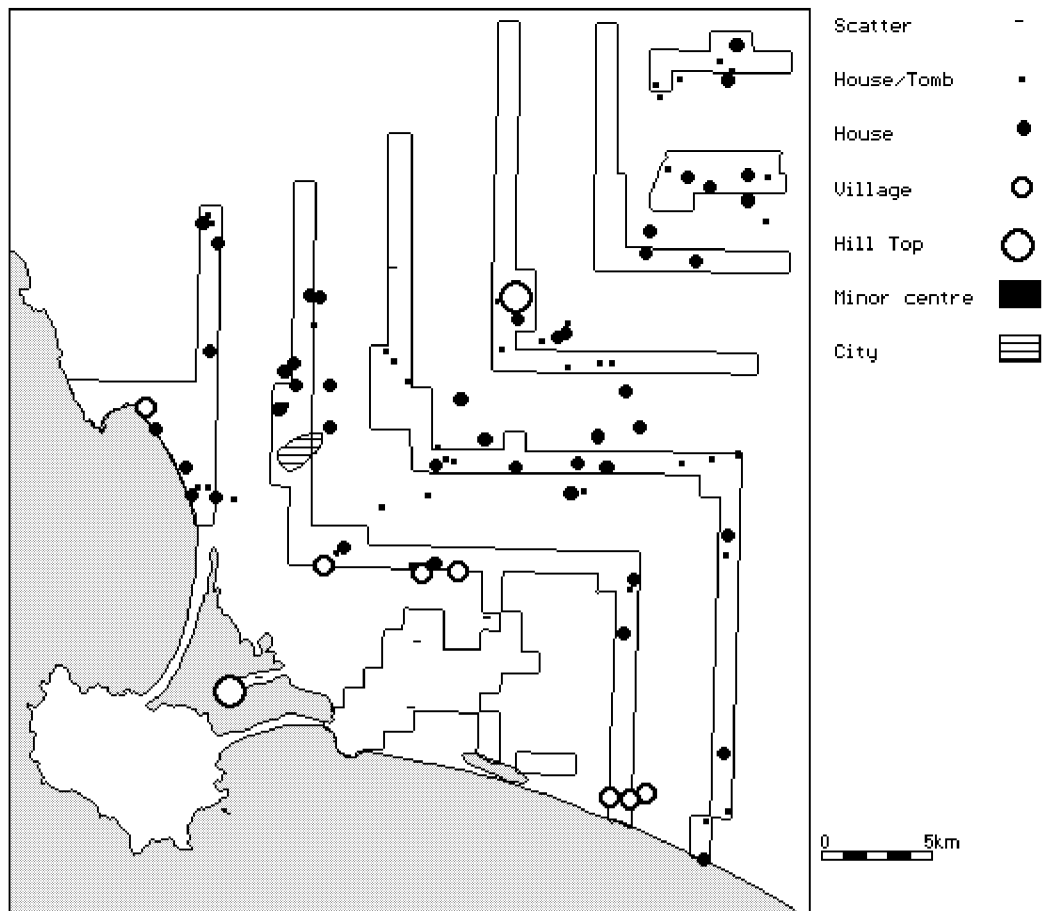 Scatter
House/Tomb
House
Village
Hill Top
Minor centre
City
0 5km